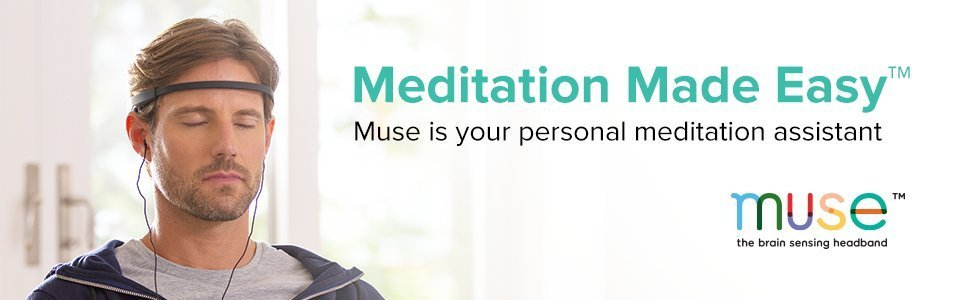 Meditation Made Easy™
Muse is your personal meditation assistant
muse™
the brain sensing headband